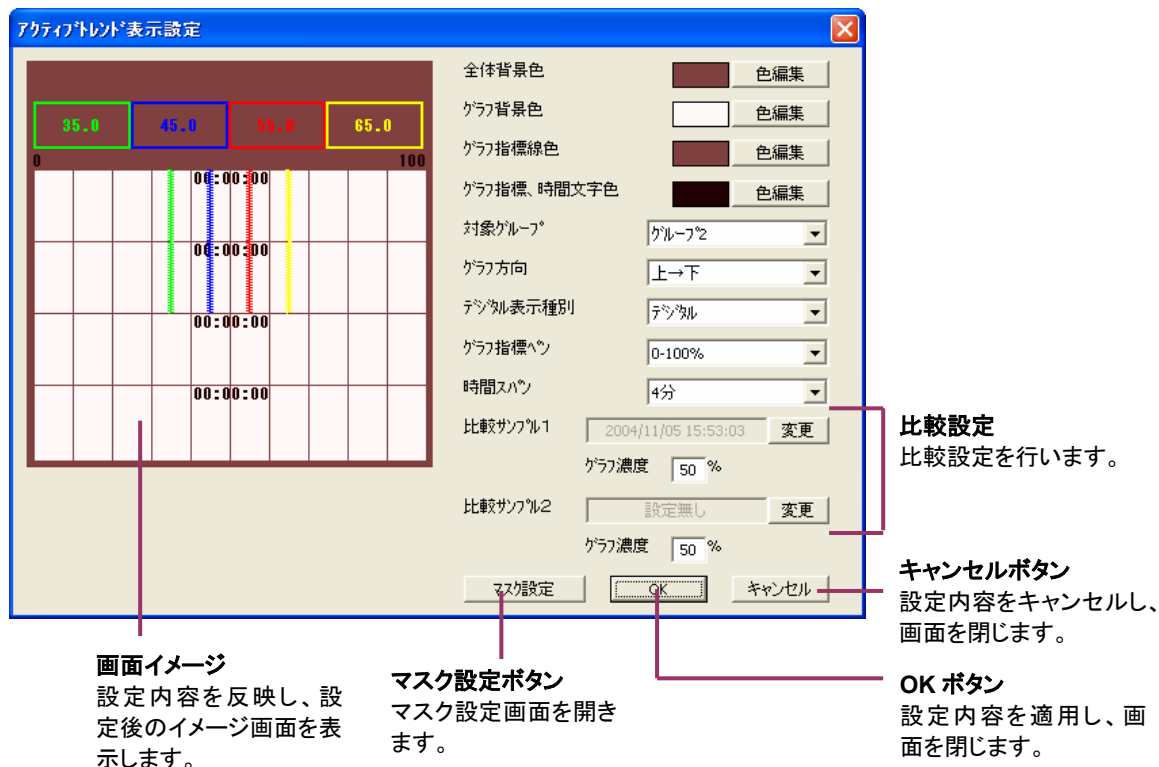 アクティブトレンド表示設定
全体背景色
色編集
グラフ背景色
色編集
グラフ指標線色
色編集
グラフ指標、時間文字色
色編集
対象グループ
グループ2
グラフ方向
上→下
デジタル表示種別
デジタル
グラフ指標ペン
0-100%
時間スパン
4分
比較サンプル1
2004/11/05 15:53:03
変更
グラフ濃度
50
%
比較サンプル2
設定無し
変更
グラフ濃度
50
%
マスク設定
OK
キャンセル
35.0
45.0
55.0
65.0
0
100
00:00:00
00:00:00
00:00:00
00:00:00
比較設定
比較設定を行います。
キャンセルボタン
設定内容をキャンセルし、
画面を閉じます。
OK ボタン
設定内容を適用し、画
面を閉じます。
マスク設定ボタン
マスク設定画面を開き
ます。
画面イメージ
設定内容を反映し、設
定後のイメージ画面を表
示します。